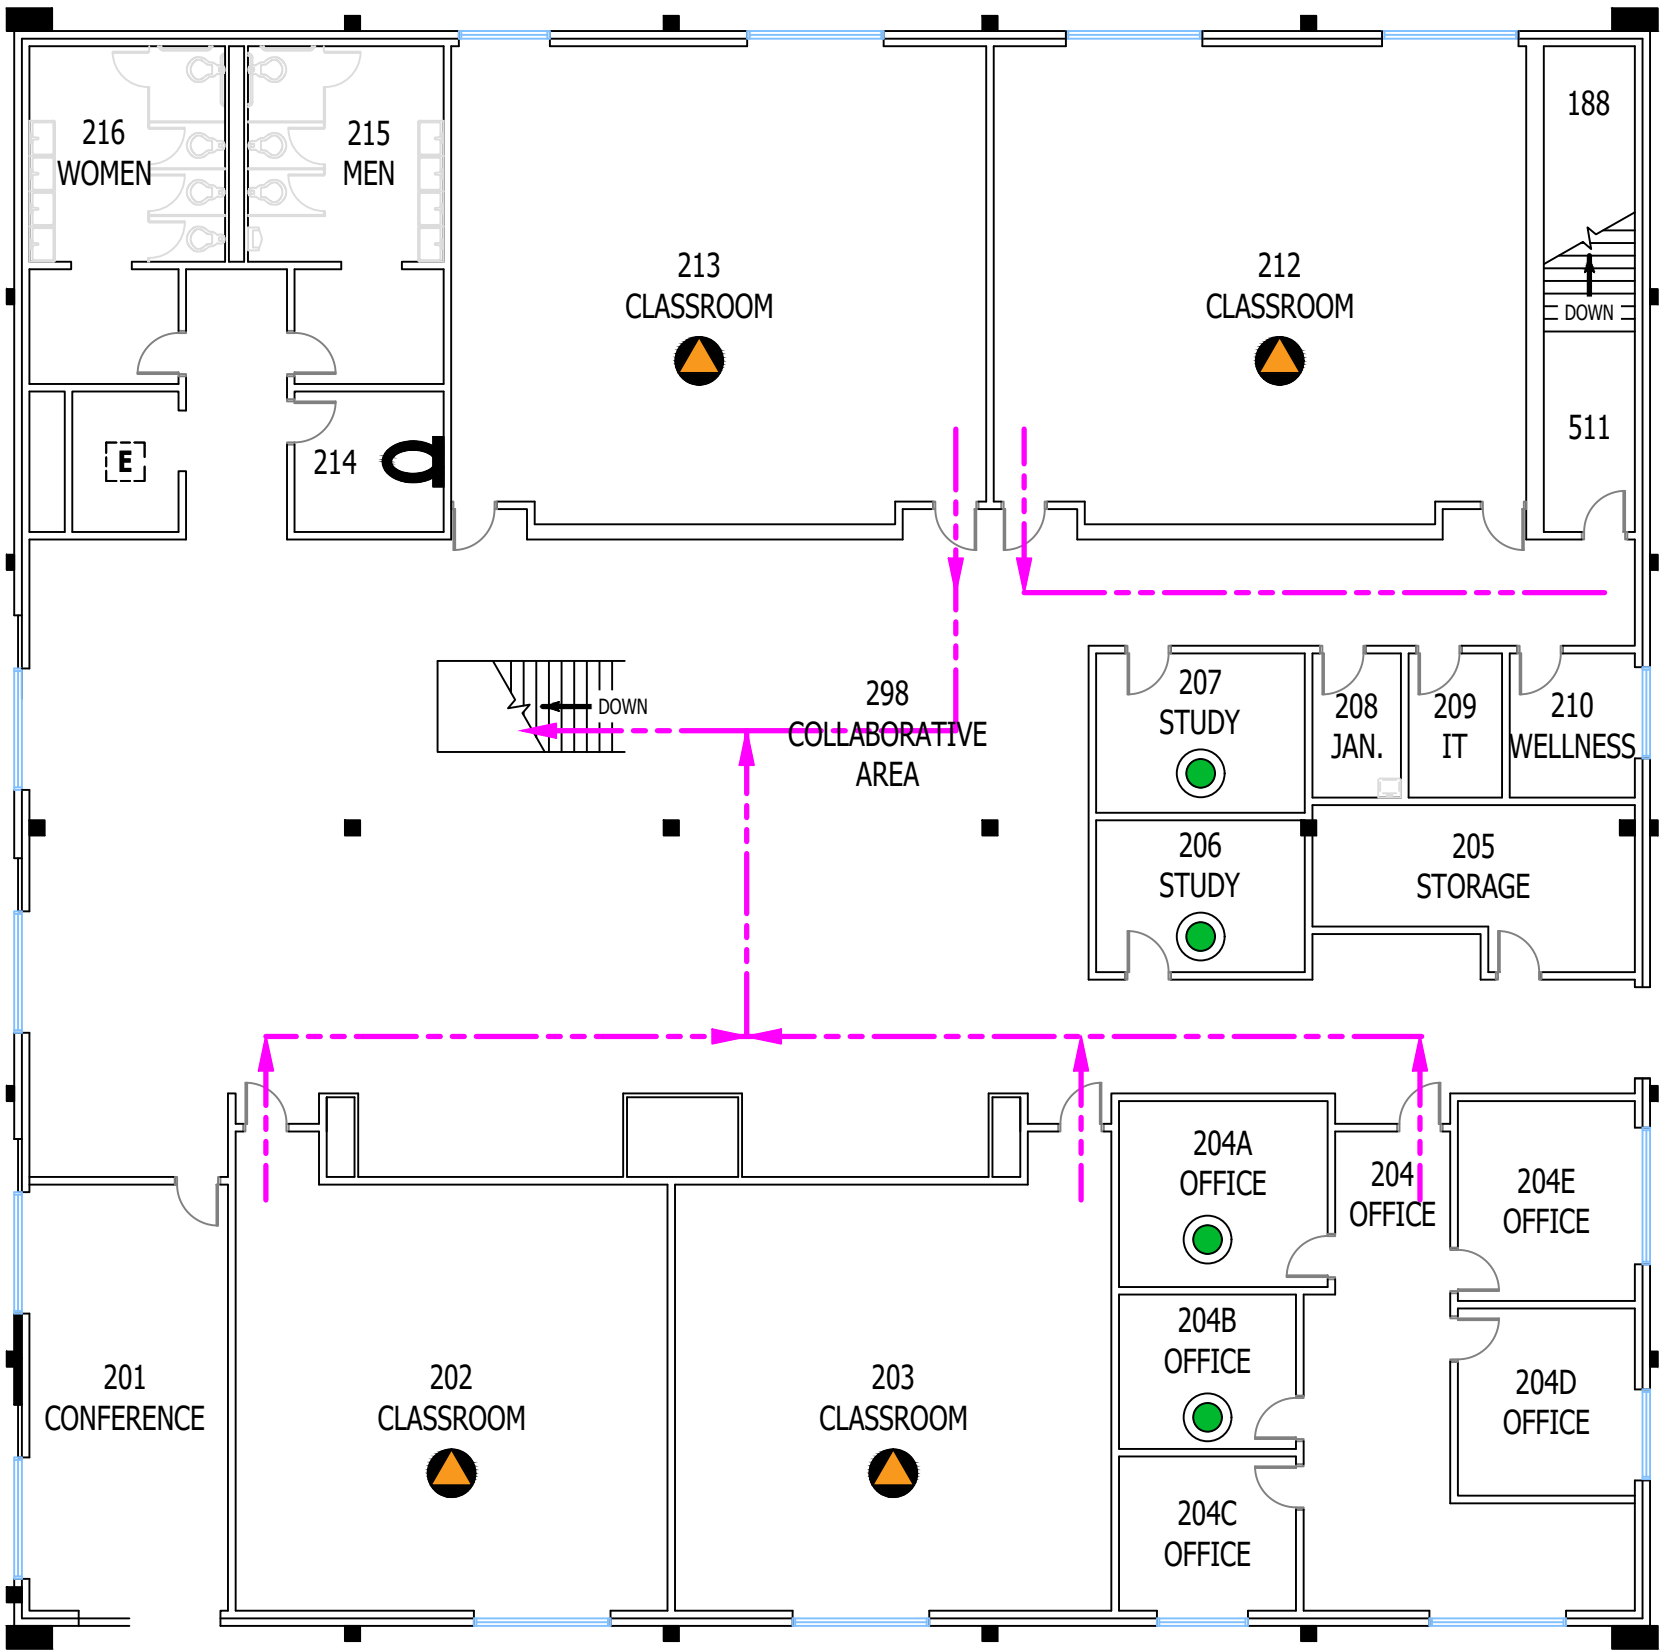 216
WOMEN
215
MEN
188
213
CLASSROOM
212
CLASSROOM
DOWN
E
214
511
DOWN
298
COLLABORATIVE
AREA
207
STUDY
208
JAN.
209
IT
210
WELLNESS
206
STUDY
205
STORAGE
204A
OFFICE
204
OFFICE
204E
OFFICE
204B
OFFICE
201
CONFERENCE
202
CLASSROOM
203
CLASSROOM
204D
OFFICE
204C
OFFICE